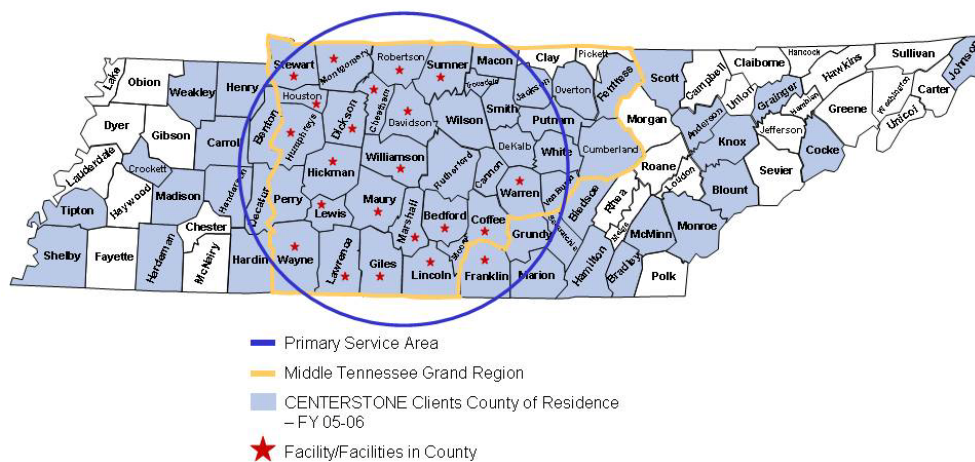 Lake
Obion
Weakley
Henry
Stewart
Montgomery
Robertson
Sumner
Macon
Clay
Pickett
Scott
Campbell
Claiborne
Hancock
Hawkins
Sullivan
Johnson
Dyer
Gibson
Carroll
Benton
Houston
Humphreys
Dickson
Cheatham
Davidson
Wilson
Trousdale
Smith
Jackson
Overton
Fentress
Morgan
Anderson
Union
Grainger
Hamblen
Greene
Washington
Unicoi
Carter
Lauderdale
Crockett
Haywood
Madison
Henderson
Decatur
Perry
Hickman
Williamson
Rutherford
Cannon
DeKalb
Putnam
White
Cumberland
Roane
Loudon
Knox
Jefferson
Sevier
Cocke
Tipton
Chester
Lewis
Maury
Marshall
Bedford
Coffee
Warren
Van Buren
Bledsoe
Rhea
Meigs
McMinn
Monroe
Blount
Shelby
Fayette
Hardeman
McNeiry
Hardin
Wayne
Lawrence
Giles
Lincoln
Moore
Franklin
Grundy
Sequatchie
Marion
Hamilton
Bradley
Polk
Primary Service Area
Middle Tennessee Grand Region
CENTERSTONE Clients County of Residence
– FY 05-06
Facility/Facilities in County